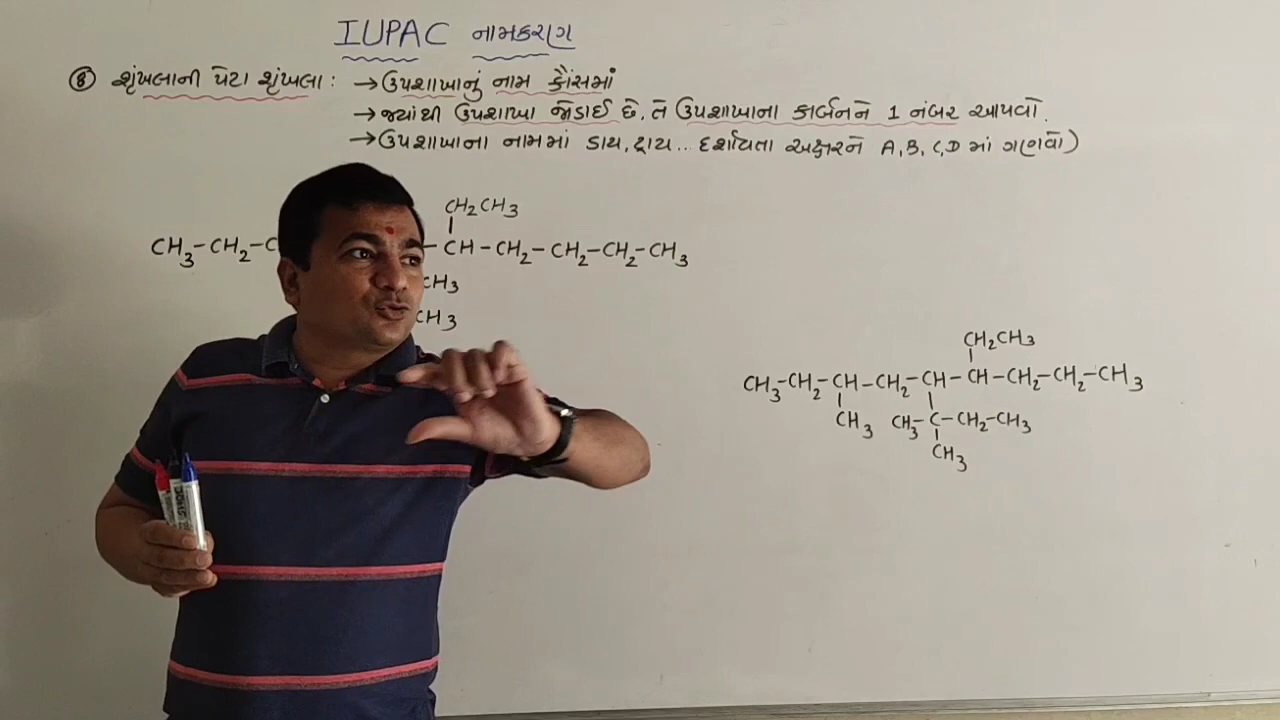 IUPAC નામકરણ
⑧ શૃંખલાની પેટા શૃંખલા : → ઉપશાખાનું નામ કૌંસમાં
→ જ્યાંથી ઉપશાખા જોડાઈ છે, તે ઉપશાખાના કાર્બનને 1 નંબર આપવો.
→ ઉપશાખાના નામમાં ડાય, ટ્રાય... દર્શાવતા અક્ષરને A, B, C, D માં ગણવો)
CH2CH3
CH3-CH2-C -CH-CH2-CH2-CH2-CH3
CH3
CH3
CH2CH3
CH3-CH2-CH-CH2-CH-CH-CH2-CH2-CH3
CH3 CH3-C-CH2-CH3
CH3